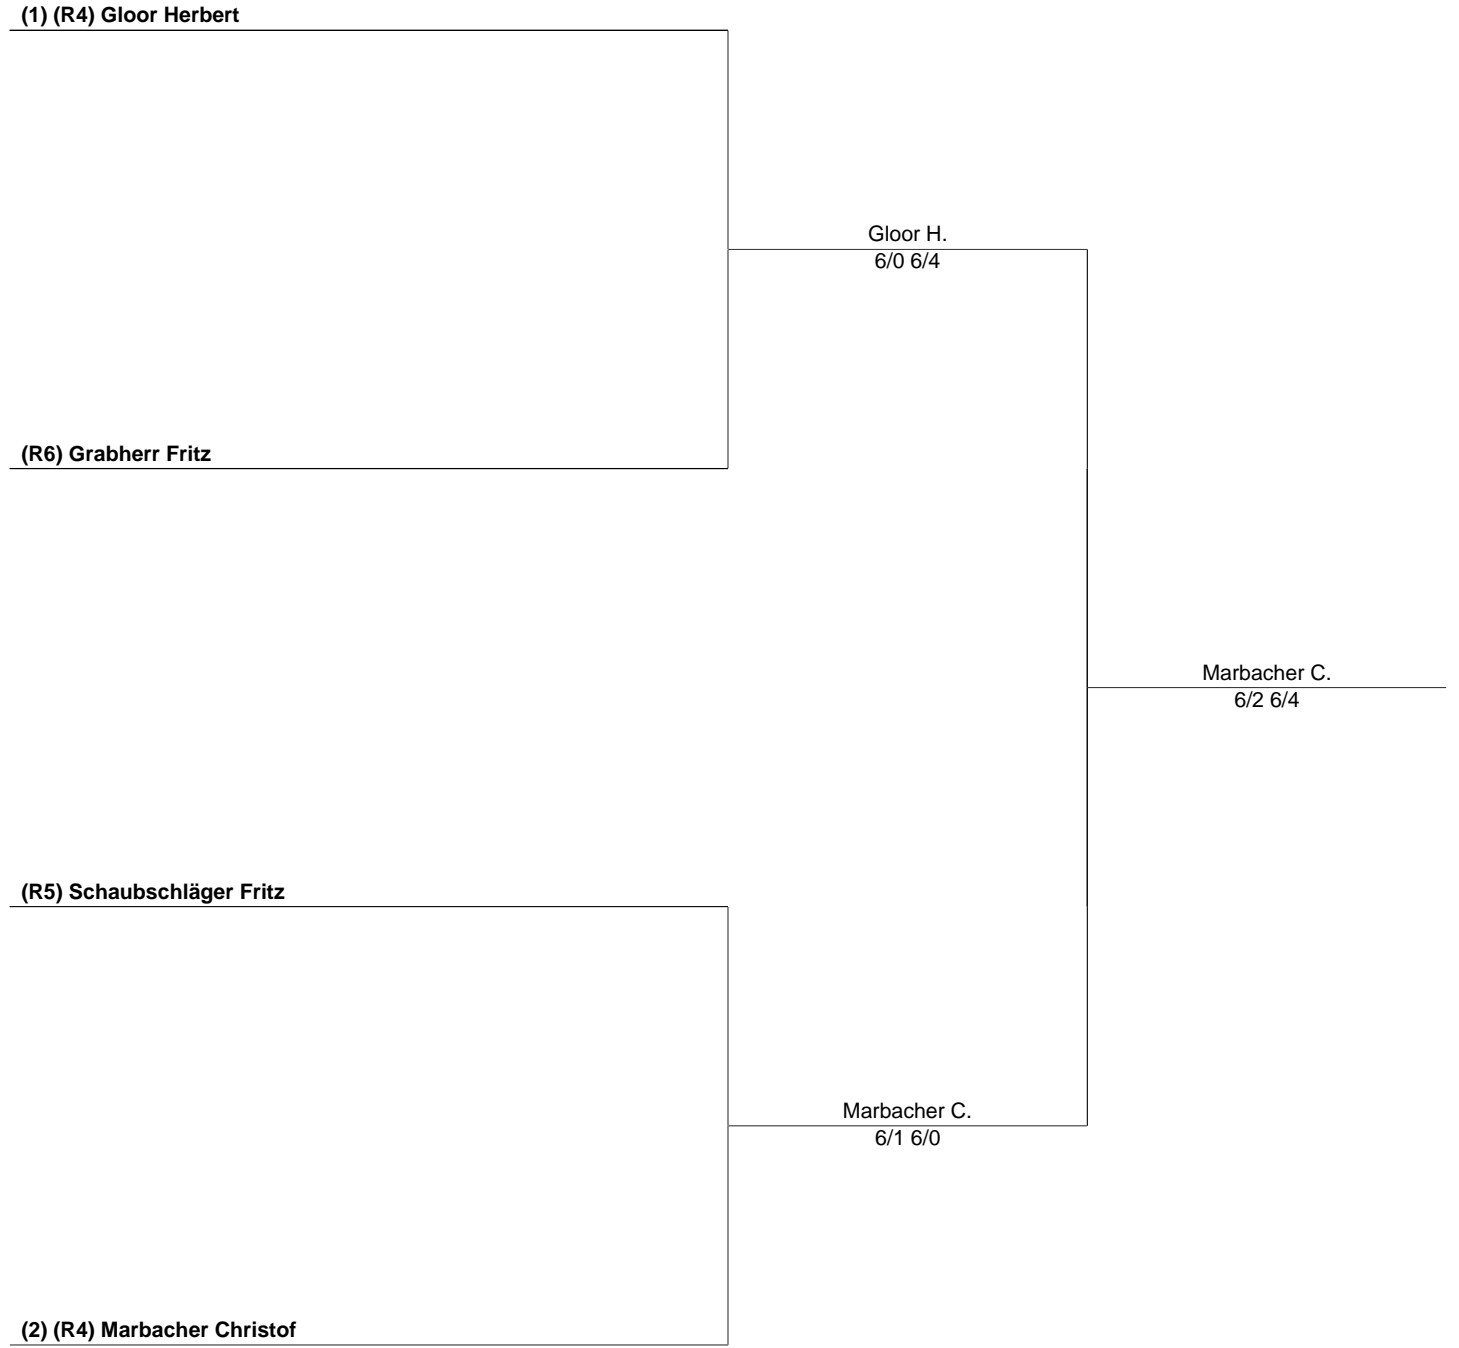 (1) (R4) Gloor Herbert
Gloor H.
6/0 6/4
(R6) Grabherr Fritz
Marbacher C.
6/2 6/4
(R5) Schaubschläger Fritz
Marbacher C.
6/1 6/0
(2) (R4) Marbacher Christof